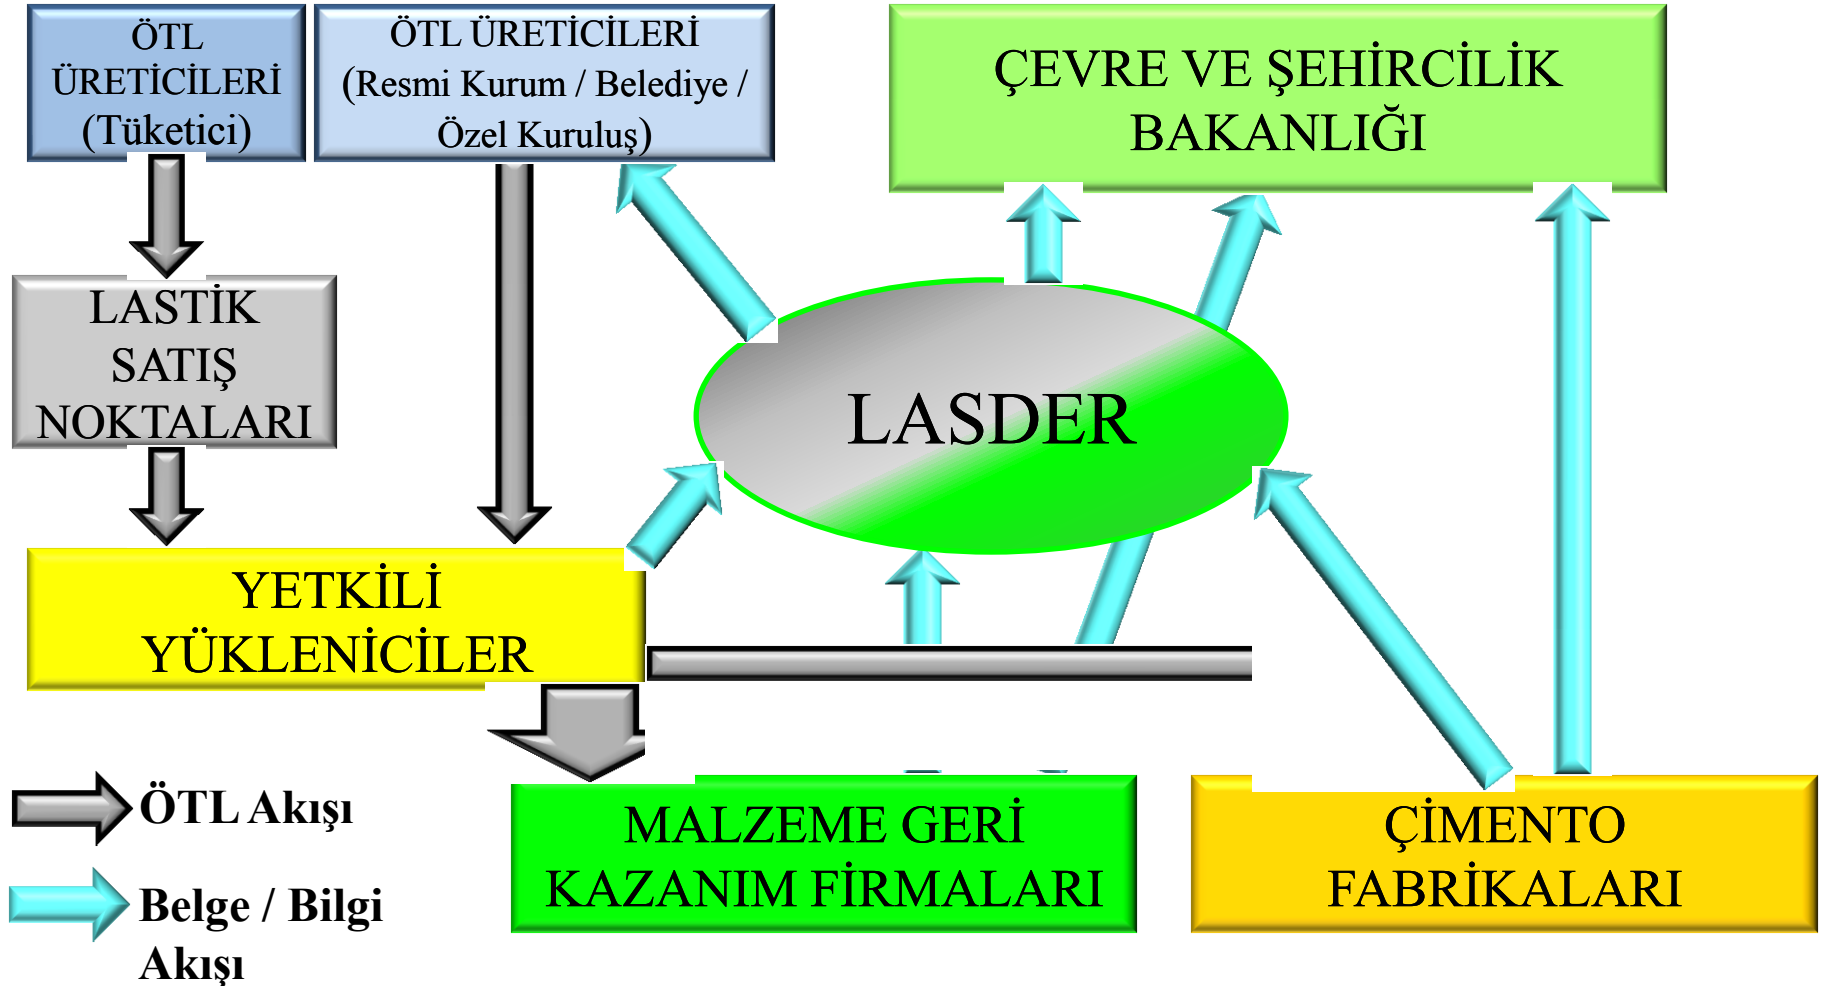 ÖTL
ÜRETİCİLERİ
(Tüketici)
ÖTL ÜRETİCİLERİ
(Resmi Kurum / Belediye /
Özel Kuruluş)
ÇEVRE VE ŞEHİRCİLİK
BAKANLIĞI
LASTİK
SATIŞ
NOKTALARI
LASDER
YETKİLİ
YÜKLENİCİLER
ÖTL Akışı
Belge / Bilgi
Akışı
MALZEME GERİ
KAZANIM FİRMALARI
ÇİMENTO
FABRİKALARI